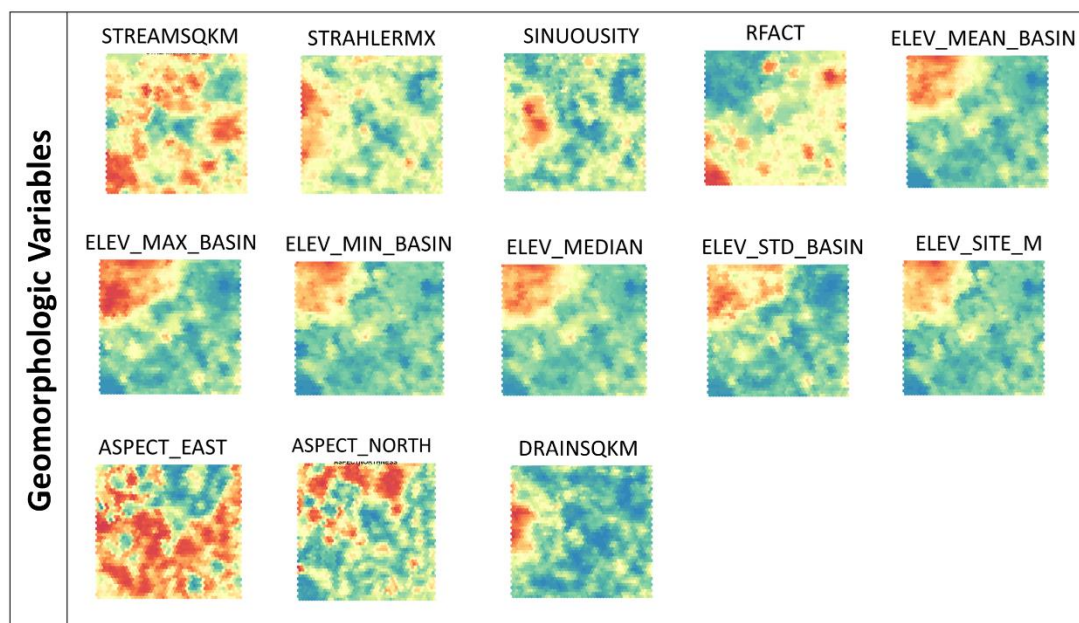 Geomorphologic Variables
STREAMSQKM
STRAHLERMX
SINUOUSITY
RFACT
ELEV_MEAN_BASIN
ELEV_MAX_BASIN
ELEV_MIN_BASIN
ELEV_MEDIAN
ELEV_STD_BASIN
ELEV_SITE_M
ASPECT_EAST
ASPECT_NORTH
DRAINSQKM